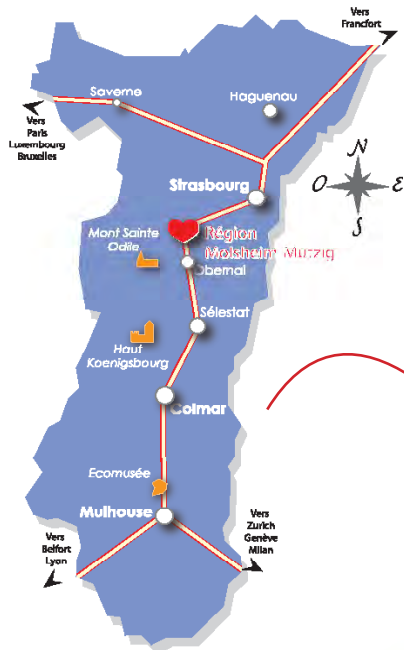 Vers
Francfort
Saverne
Haguenau
Vers
Paris
Luxembourg
Bruxelles
N
O
E
S
Strasbourg
Région
Molsheim Mutzig
Mont Sainte
Odile
Obernai
Sélestat
Haut
Koenigsbourg
Colmar
Ecomusée
Mulhouse
Vers
Belfort
Lyon
Vers
Zurich
Genève
Milan